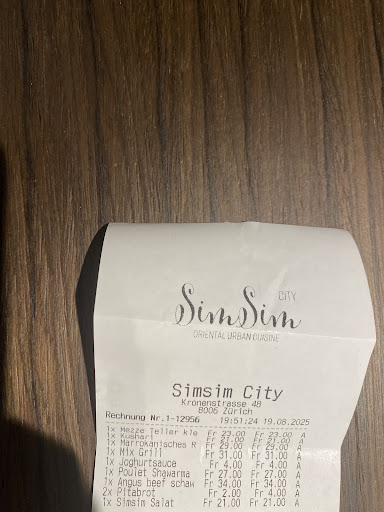 SimSim CITY
ORIENTAL URBAN CUISINE
Simsim City
Kronenstrasse 48
8006 Zürich
Rechnung Nr.1-12956 19:51:24 19.08.2025
1x Mezze Teller kle Fr 23.00 Fr 23.00 A
1x Kushari Fr 21.00 Fr 21.00 A
1x Marrokanisches R Fr 29.00 Fr 29.00 A
1x Mix Grill Fr 31.00 Fr 31.00 A
1x Joghurtsauce Fr 4.00 Fr 4.00 A
1x Poulet Shawarma Fr 27.00 Fr 27.00 A
1x Angus beef schaw Fr 34.00 Fr 34.00 A
2x Pitabrot Fr 2.00 Fr 4.00 A
1x Simsim Salat Fr 21.00 Fr 21.00 A